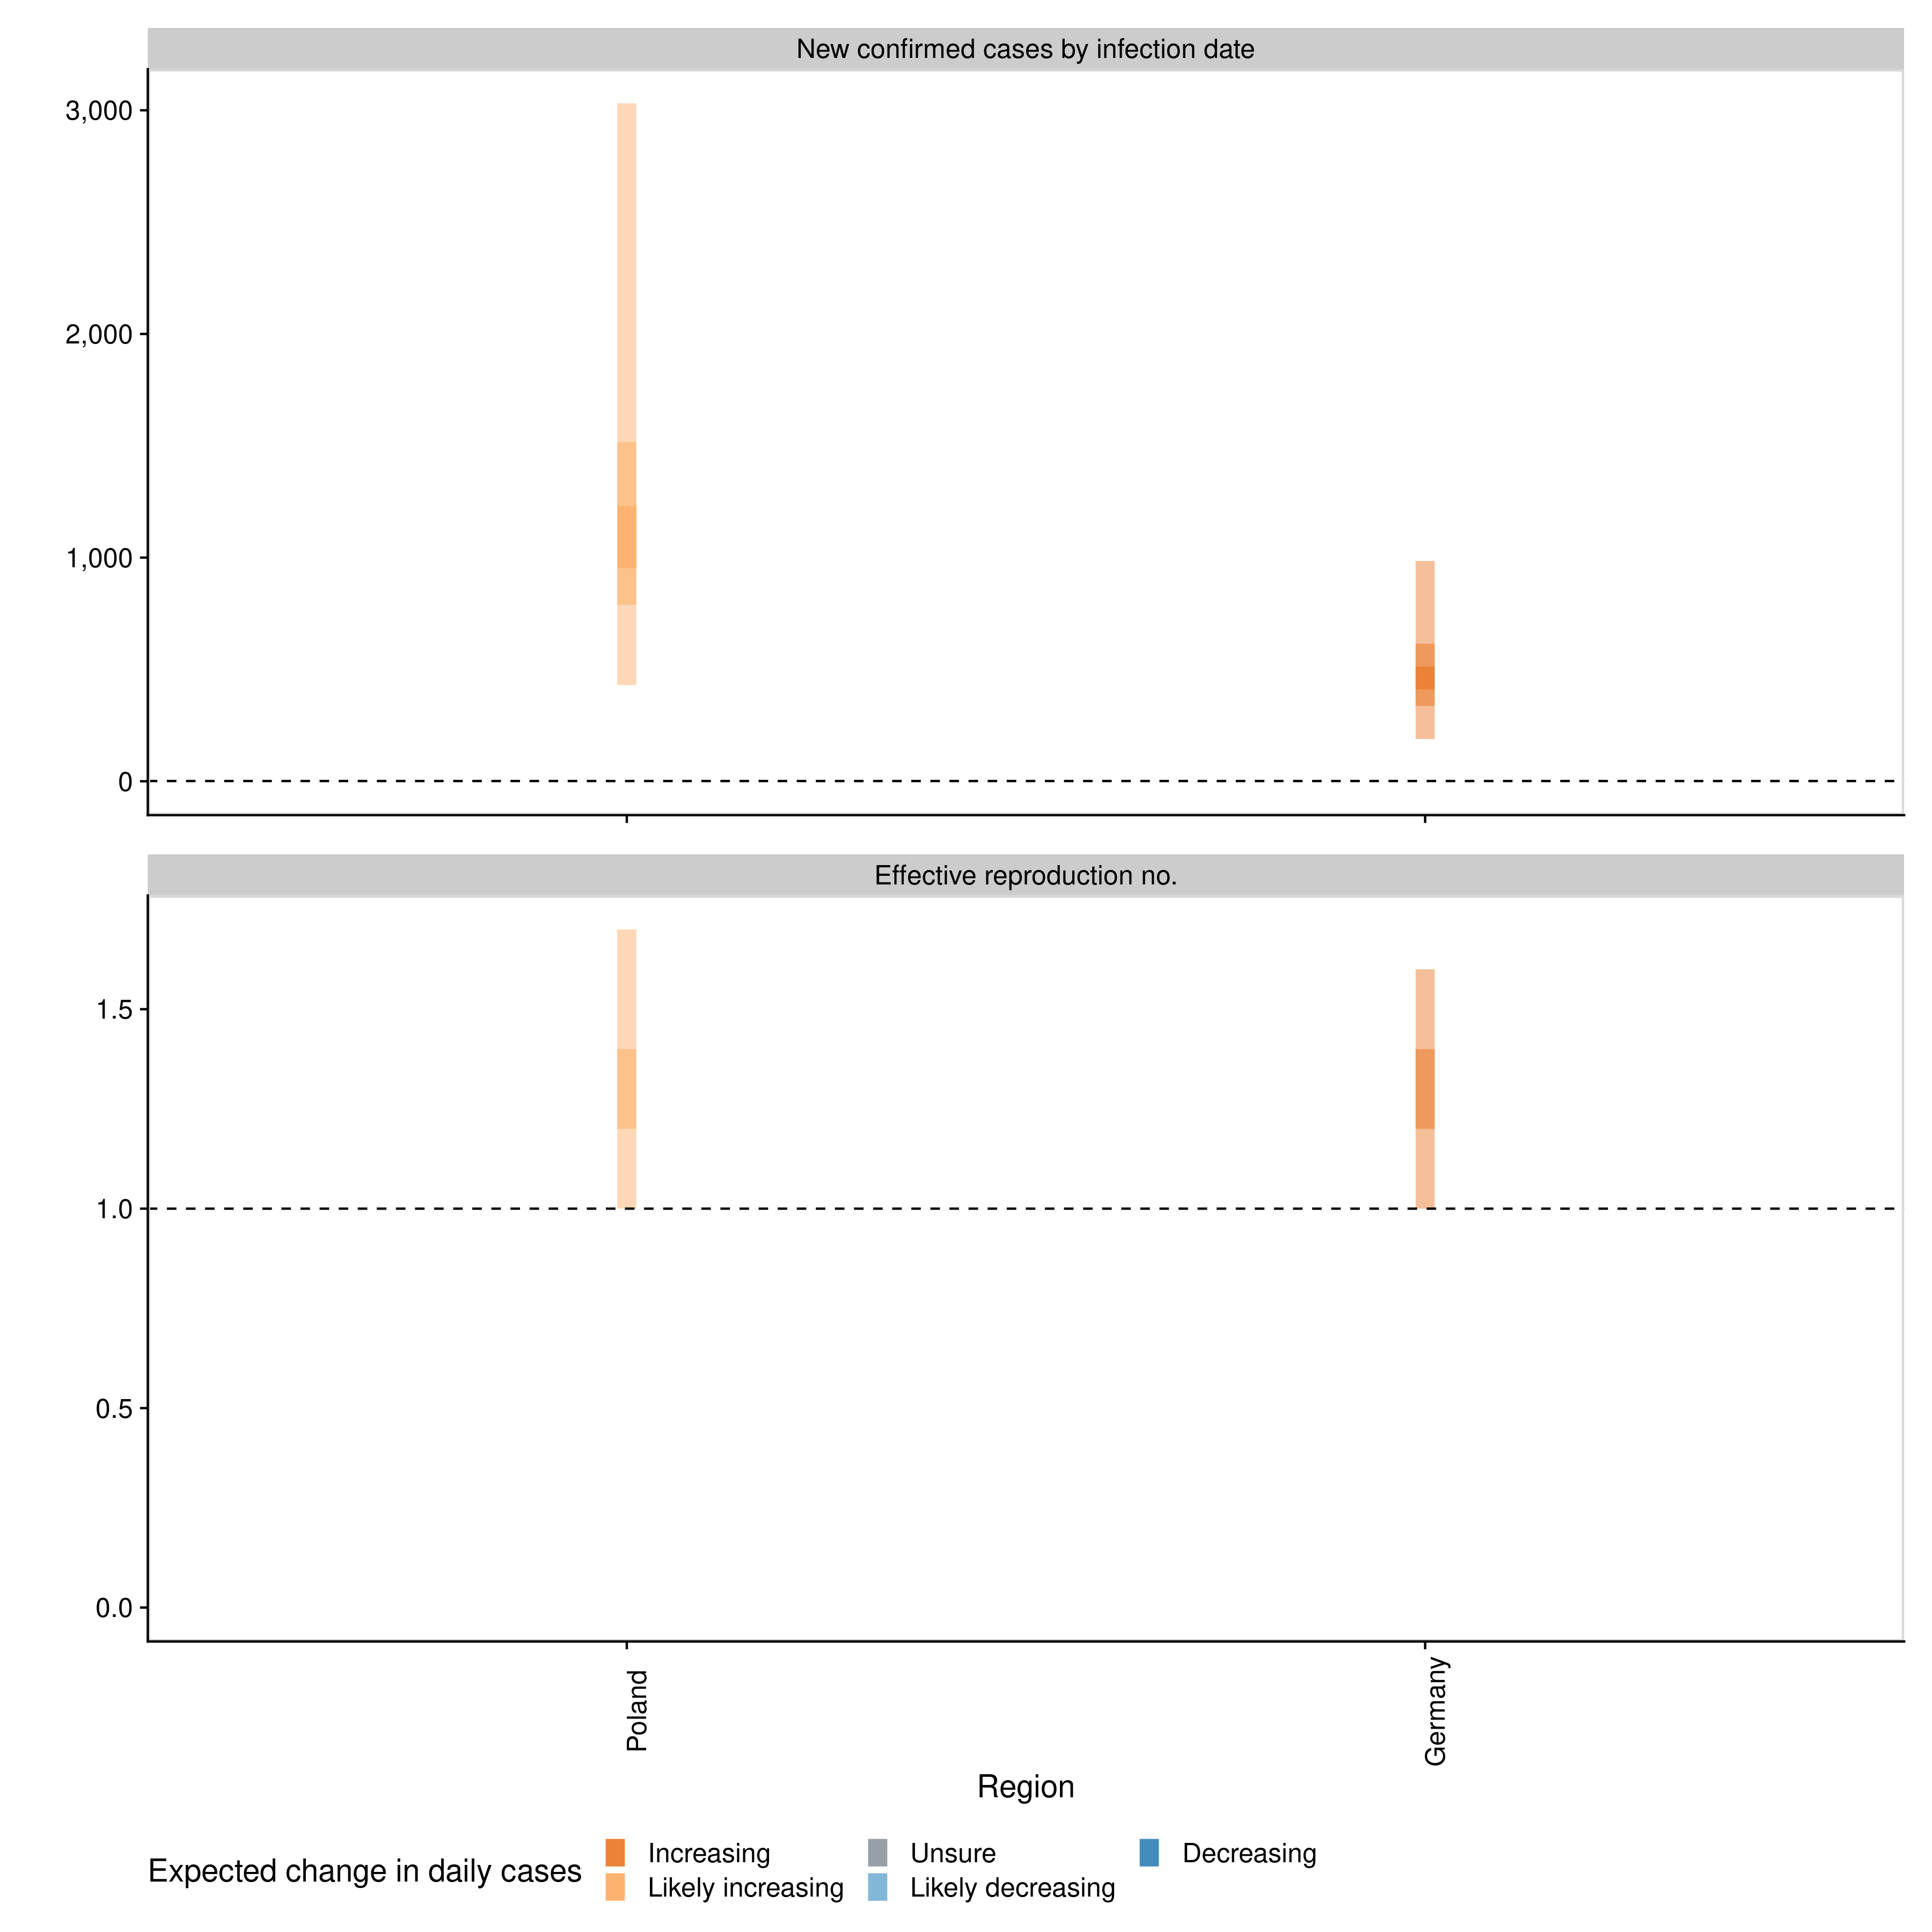 New confirmed cases by infection date
3,000
2,000
1,000
0
Effective reproduction no.
1.5
1.0
0.5
0.0
Poland
Germany
Region
Expected change in daily cases
Increasing
Unsure
Decreasing
Likely increasing
Likely decreasing